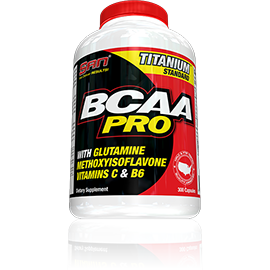 SAN
TITANIUM
STANDARD
BCAA
PRO
WITH GLUTAMINE
METHOXYISOFLAVONE
VITAMINS C & B6
Dietary Supplement
300 Capsules